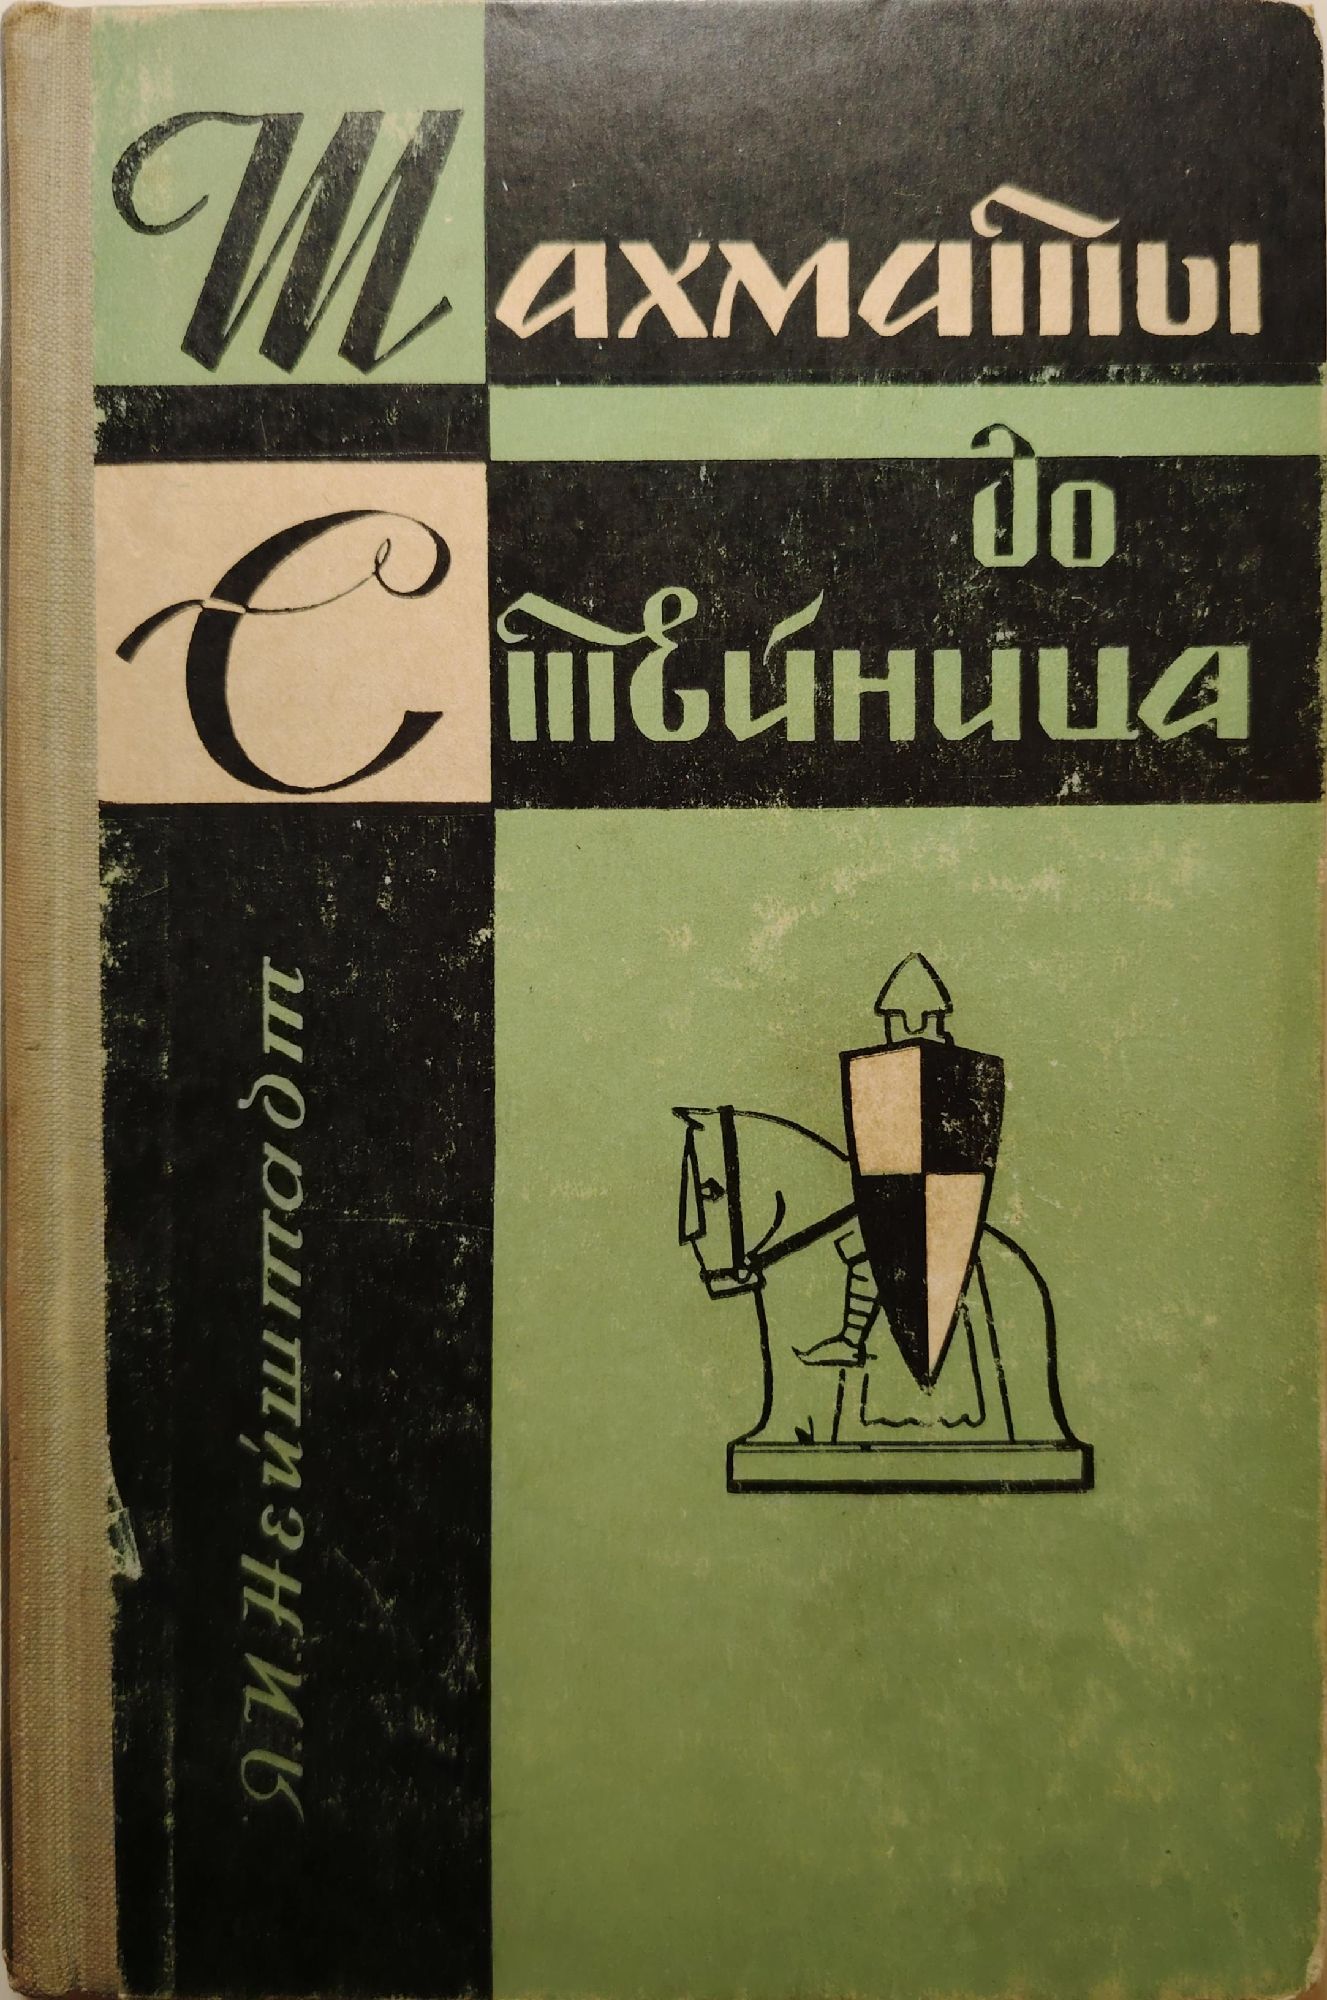 Шахматы
до
Стейница
Я.И.Нейштадт